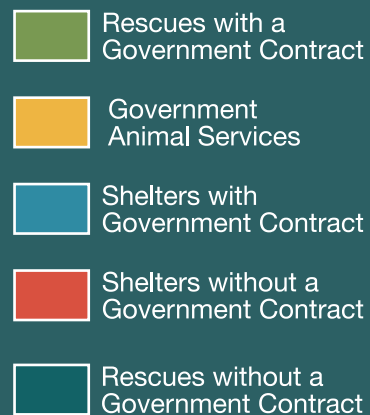 Rescues with a
Government Contract
Government
Animal Services
Shelters with
Government Contract
Shelters without a
Government Contract
Rescues without a
Government Contract